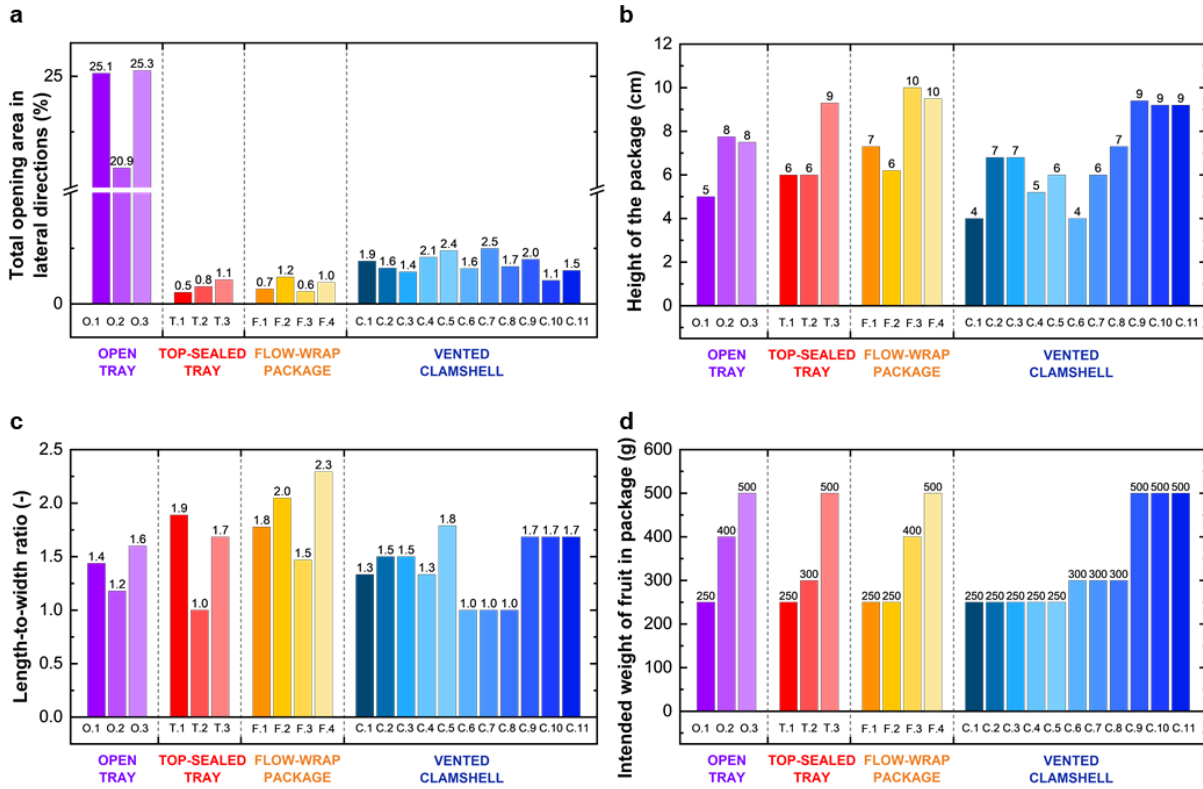 a
Total opening area in
lateral directions (%)
25
0
25.1 20.9 25.3
0.5 0.8 1.1
0.7 1.2 0.6 1.0
1.9 1.6 1.4 2.1 2.4 1.6 2.5 1.7 2.0 1.1 1.5
O.1 O.2 O.3 T.1 T.2 T.3 F.1 F.2 F.3 F.4 C.1 C.2 C.3 C.4 C.5 C.6 C.7 C.8 C.9 C.10 C.11
OPEN TOP-SEALED FLOW-WRAP VENTED
TRAY TRAY PACKAGE CLAMSHELL
b
Height of the package (cm)
12
10
8
6
4
2
0
5 8 8
6 6 9
7 6 10 10
4 7 7 5 6 4 6 7 9 9 9
O.1 O.2 O.3 T.1 T.2 T.3 F.1 F.2 F.3 F.4 C.1 C.2 C.3 C.4 C.5 C.6 C.7 C.8 C.9 C.10 C.11
OPEN TOP-SEALED FLOW-WRAP VENTED
TRAY TRAY PACKAGE CLAMSHELL
c
Length-to-width ratio (-)
2.5
2.0
1.5
1.0
0.5
0.0
1.4 1.2 1.6
1.9 1.0 1.7
1.8 2.0 1.5 2.3
1.3 1.5 1.5 1.3 1.8 1.0 1.0 1.0 1.7 1.7 1.7
O.1 O.2 O.3 T.1 T.2 T.3 F.1 F.2 F.3 F.4 C.1 C.2 C.3 C.4 C.5 C.6 C.7 C.8 C.9 C.10 C.11
OPEN TOP-SEALED FLOW-WRAP VENTED
TRAY TRAY PACKAGE CLAMSHELL
d
Intended weight of fruit in package (g)
600
500
400
300
200
100
0
250 400 500
250 300 500
250 250 400 500
250 250 250 250 250 300 300 300 500 500 500
O.1 O.2 O.3 T.1 T.2 T.3 F.1 F.2 F.3 F.4 C.1 C.2 C.3 C.4 C.5 C.6 C.7 C.8 C.9 C.10 C.11
OPEN TOP-SEALED FLOW-WRAP VENTED
TRAY TRAY PACKAGE CLAMSHELL